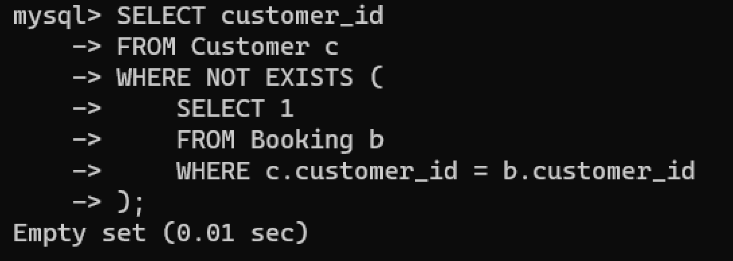 mysql> SELECT customer_id
    -> FROM Customer c
    -> WHERE NOT EXISTS (
    ->     SELECT 1
    ->     FROM Booking b
    ->     WHERE c.customer_id = b.customer_id
    -> );
Empty set (0.01 sec)